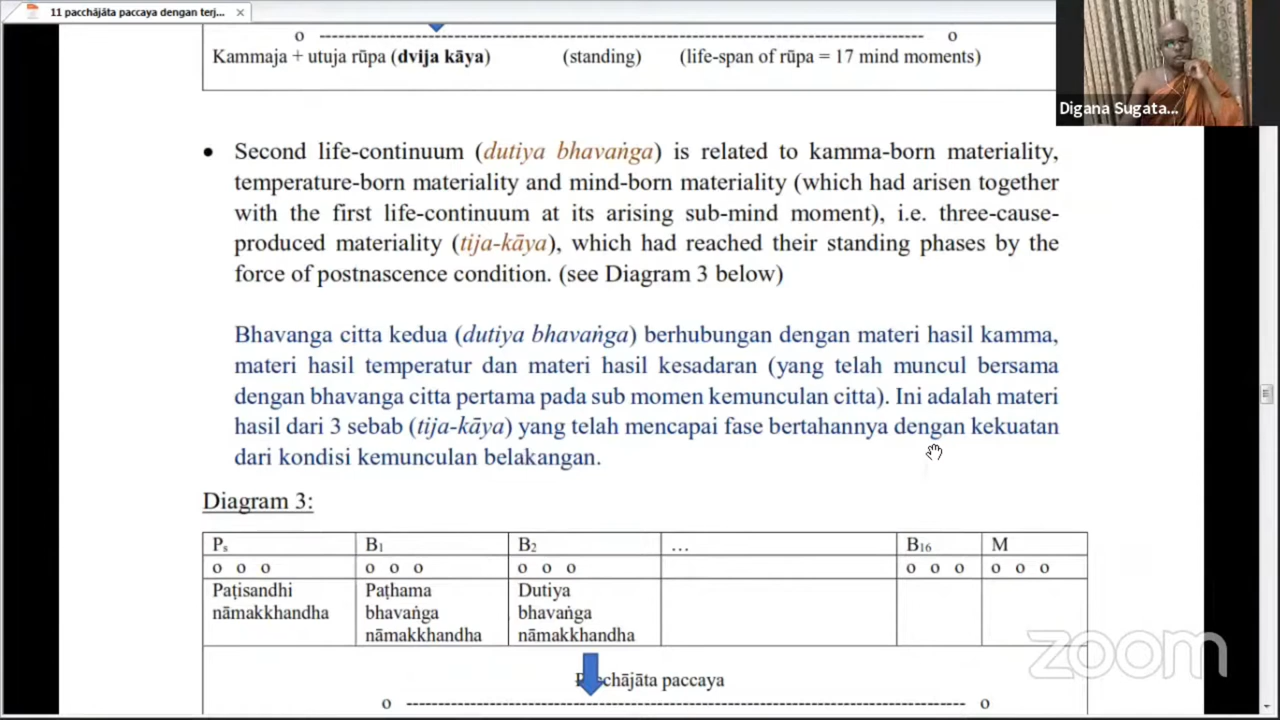 11 pacchājāta paccaya dengan terj... ×
o ------------------------------------------------------------ o
Kammaja + utuja rūpa (dvija kāya) (standing) (life-span of rūpa = 17 mind moments)
Digana Sugata...
• Second life-continuum (dutiya bhavaṅga) is related to kamma-born materiality,
temperature-born materiality and mind-born materiality (which had arisen together
with the first life-continuum at its arising sub-mind moment), i.e. three-cause-
produced materiality (tija-kāya), which had reached their standing phases by the
force of postnascence condition. (see Diagram 3 below)
Bhavanga citta kedua (dutiya bhavaṅga) berhubungan dengan materi hasil kamma,
materi hasil temperatur dan materi hasil kesadaran (yang telah muncul bersama
dengan bhavanga citta pertama pada sub momen kemunculan citta). Ini adalah materi
hasil dari 3 sebab (tija-kāya) yang telah mencapai fase bertahannya dengan kekuatan
dari kondisi kemunculan belakangan.
Diagram 3:
Ps B1 B2 … B16 M
o o o o o o o o o o o o o o o
Paṭisandhi Paṭhama Dutiya
nāmakkhandha bhavaṅga bhavaṅga
nāmakkhandha nāmakkhandha
zoom
paccaya
o ------------------------------------------------------------ o